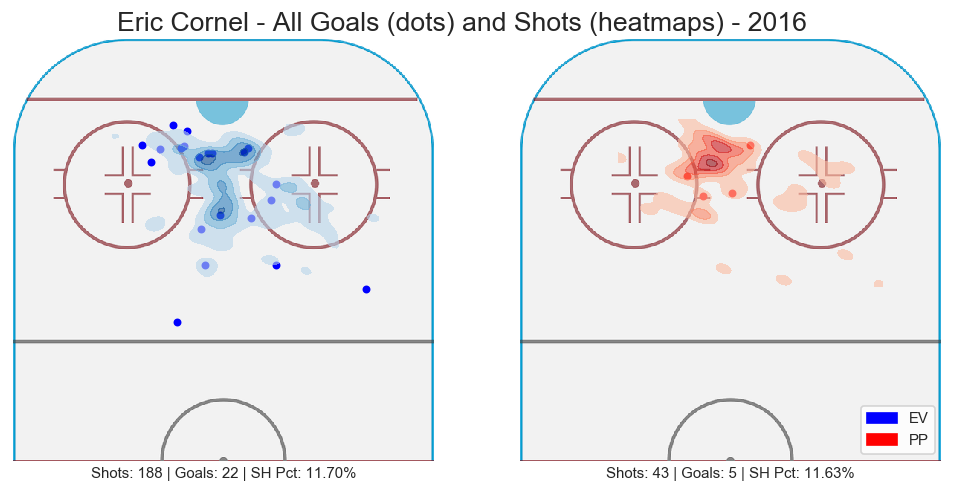 Eric Cornel - All Goals (dots) and Shots (heatmaps) - 2016
EV
PP
Shots: 188 | Goals: 22 | SH Pct: 11.70%
Shots: 43 | Goals: 5 | SH Pct: 11.63%